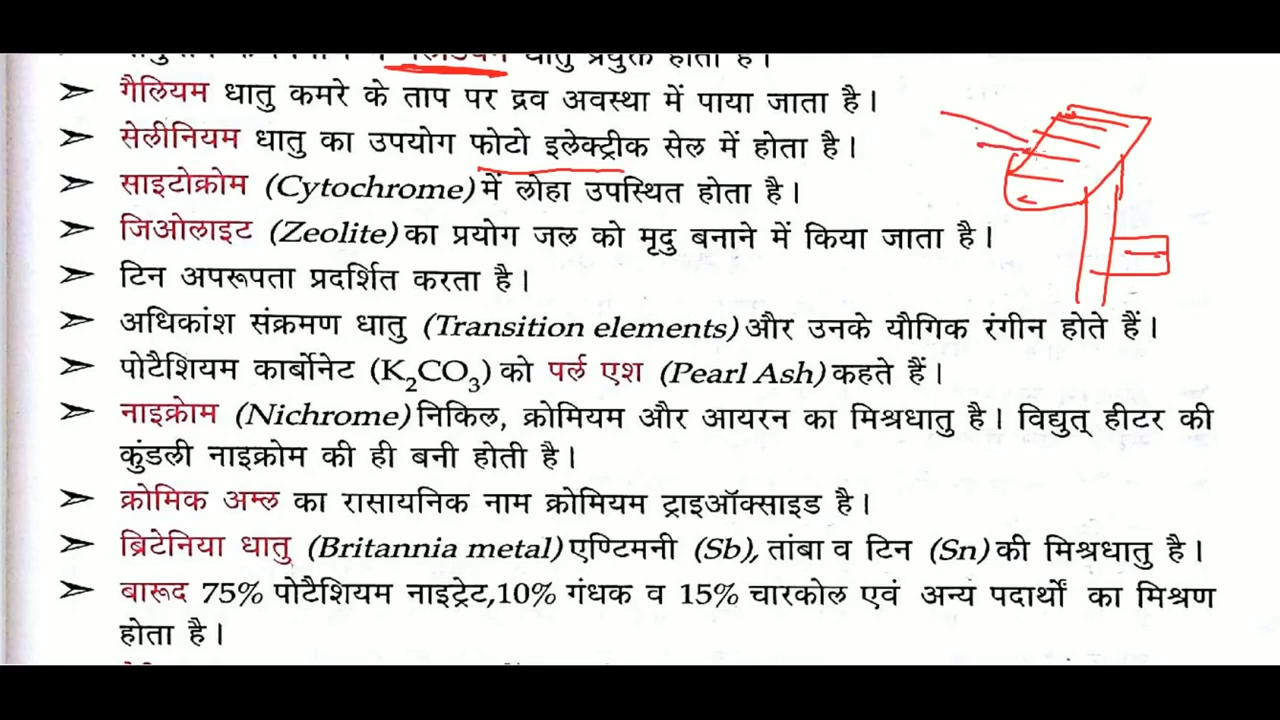 धातु प्रयुक्त होता है।
➢ गैलियम धातु कमरे के ताप पर द्रव अवस्था में पाया जाता है।
➢ सेलीनियम धातु का उपयोग फोटो इलेक्ट्रीक सेल में होता है।
➢ साइटोक्रोम (Cytochrome) में लोहा उपस्थित होता है।
➢ जिओलाइट (Zeolite) का प्रयोग जल को मृदु बनाने में किया जाता है।
➢ टिन अपरूपता प्रदर्शित करता है।
➢ अधिकांश संक्रमण धातु (Transition elements) और उनके यौगिक रंगीन होते हैं।
➢ पोटैशियम कार्बोनेट (K₂CO₃) को पर्ल एश (Pearl Ash) कहते हैं।
➢ नाइक्रोम (Nichrome) निकिल, क्रोमियम और आयरन का मिश्रधातु है। विद्युत् हीटर की
कुंडली नाइक्रोम की ही बनी होती है।
➢ क्रोमिक अम्ल का रासायनिक नाम क्रोमियम ट्राइऑक्साइड है।
➢ ब्रिटेनिया धातु (Britannia metal) एण्टिमनी (Sb), तांबा व टिन (Sn) की मिश्रधातु है।
➢ बारूद 75% पोटैशियम नाइट्रेट,10% गंधक व 15% चारकोल एवं अन्य पदार्थों का मिश्रण
होता है।